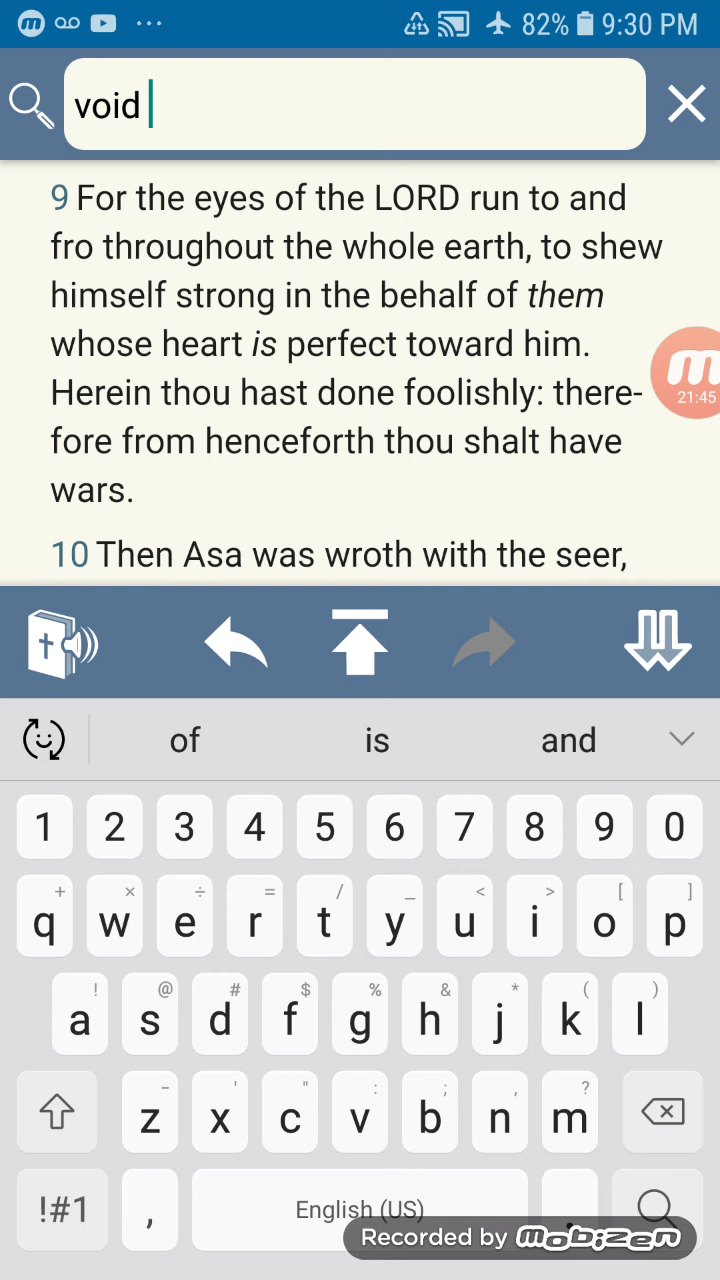 82% 9:30 PM
void
9 For the eyes of the LORD run to and
fro throughout the whole earth, to shew
himself strong in the behalf of them
whose heart is perfect toward him.
Herein thou hast done foolishly: there-
fore from henceforth thou shalt have
wars.
21:45
10 Then Asa was wroth with the seer,
of is and
1 2 3 4 5 6 7 8 9 0
+ × ÷ = / _ < > [ ]
q w e r t y u i o p
! @ # $ % & * ( )
a s d f g h j k l
- ' " : ; , ?
z x c v b n m
!#1 , English (US) .
Recorded by mobizen